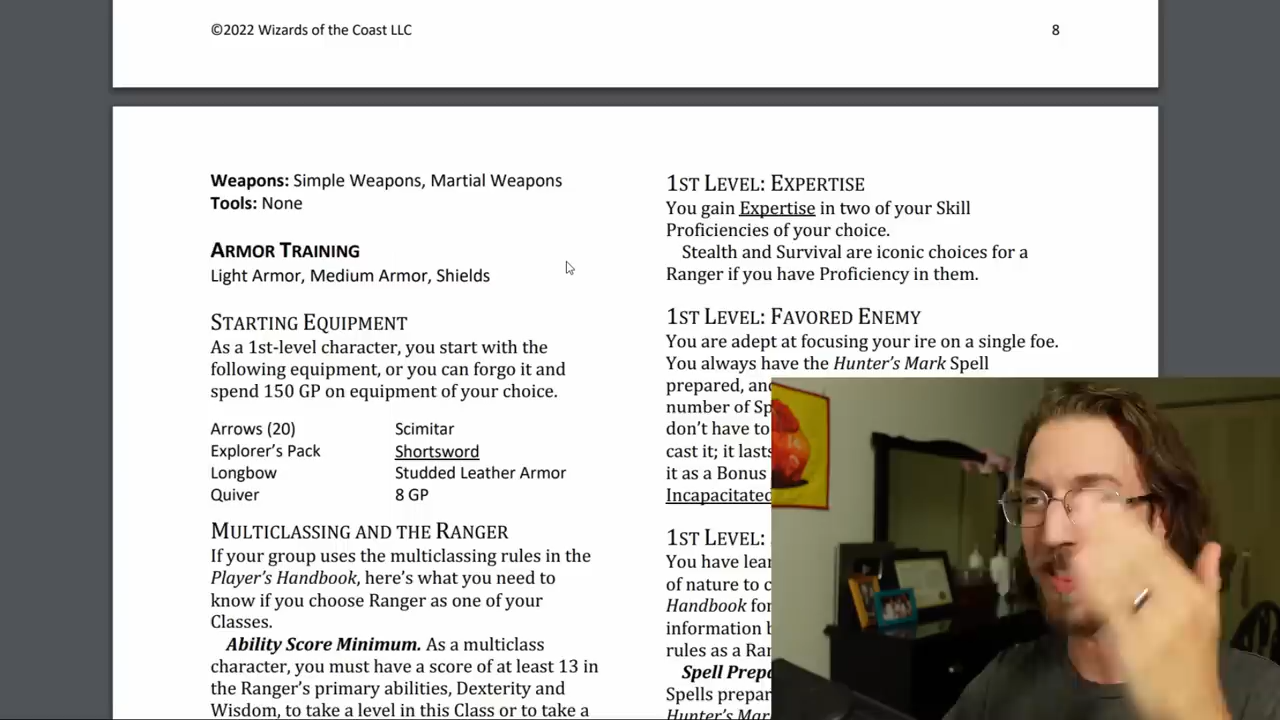 ©2022 Wizards of the Coast LLC
8
Weapons: Simple Weapons, Martial Weapons
Tools: None
ARMOR TRAINING
Light Armor, Medium Armor, Shields
STARTING EQUIPMENT
As a 1st-level character, you start with the
following equipment, or you can forgo it and
spend 150 GP on equipment of your choice.
Arrows (20) Scimitar
Explorer's Pack Shortsword
Longbow Studded Leather Armor
Quiver 8 GP
MULTICLASSING AND THE RANGER
If your group uses the multiclassing rules in the
Player's Handbook, here's what you need to
know if you choose Ranger as one of your
Classes.
Ability Score Minimum. As a multiclass
character, you must have a score of at least 13 in
the Ranger's primary abilities, Dexterity and
Wisdom, to take a level in this Class or to take a
1ST LEVEL: EXPERTISE
You gain Expertise in two of your Skill
Proficiencies of your choice.
Stealth and Survival are iconic choices for a
Ranger if you have Proficiency in them.
1ST LEVEL: FAVORED ENEMY
You are adept at focusing your ire on a single foe.
You always have the Hunter's Mark Spell
prepared, and
number of Sp
don't have to
cast it; it lasts
it as a Bonus
Incapacitated
1ST LEVEL:
You have lear
of nature to c
Handbook for
information b
rules as a Ran
Spell Prepa
Spells prepar
Hunter's Mark